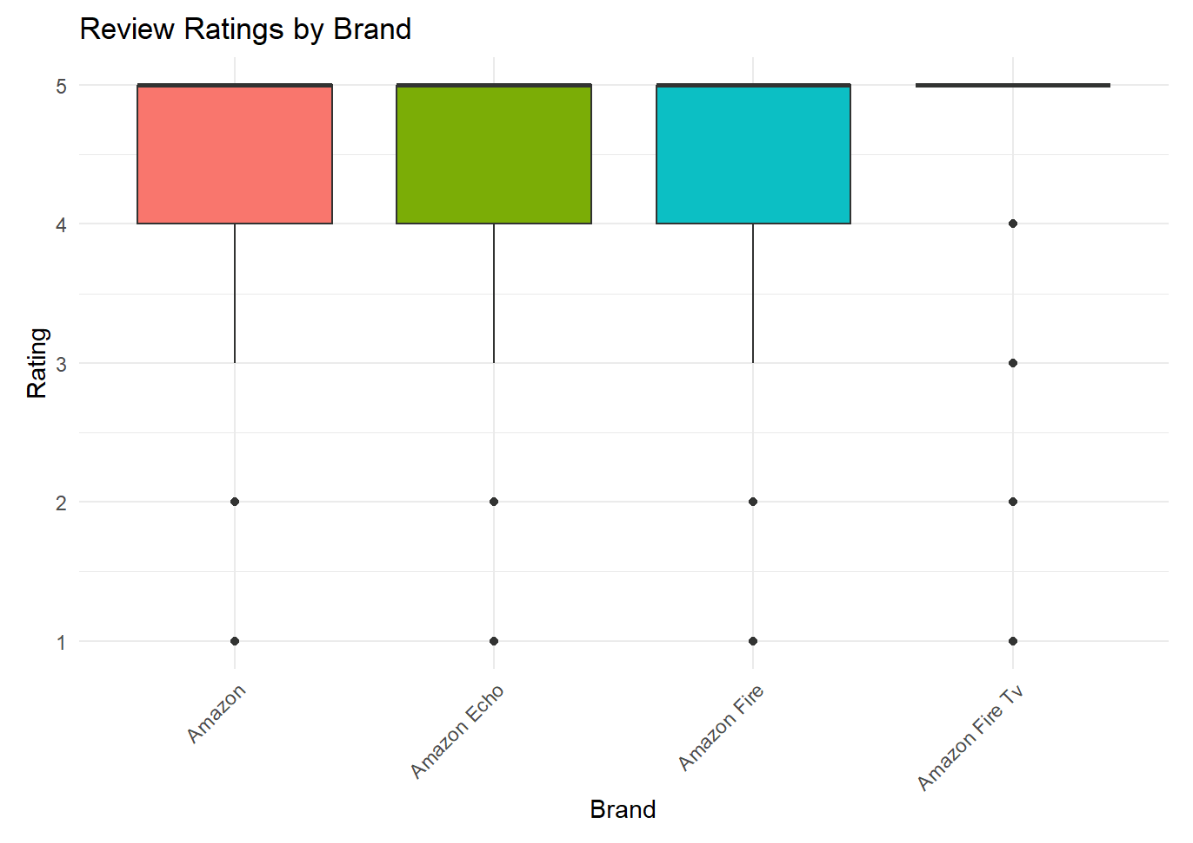 Review Ratings by Brand
Rating
5
4
3
2
1
Amazon
Amazon Echo
Amazon Fire
Amazon Fire Tv
Brand